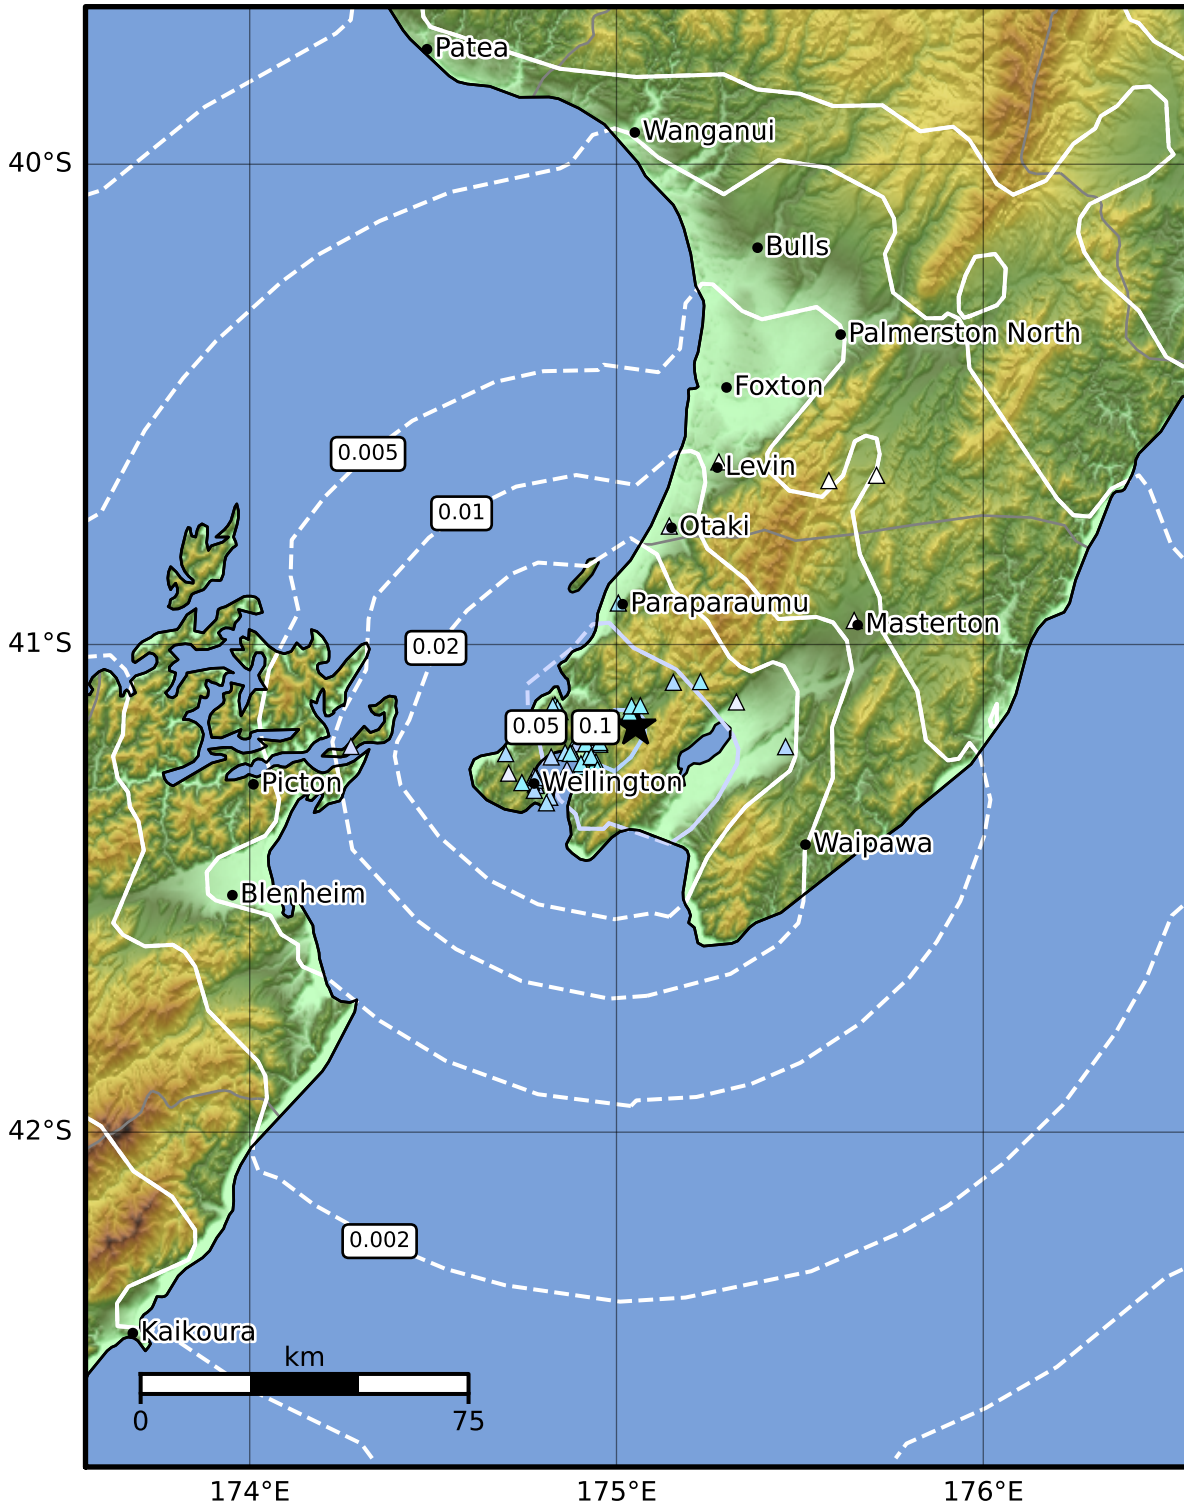 Patea
Wanganui
40°S
Bulls
Palmerston North
Foxton
0.005
Levin
0.01
Otaki
Paraparaumu
Masterton
41°S
0.02
0.05
0.1
Picton
Wellington
Waipawa
Blenheim
42°S
0.002
Kaikoura
km
0
75
174°E
175°E
176°E